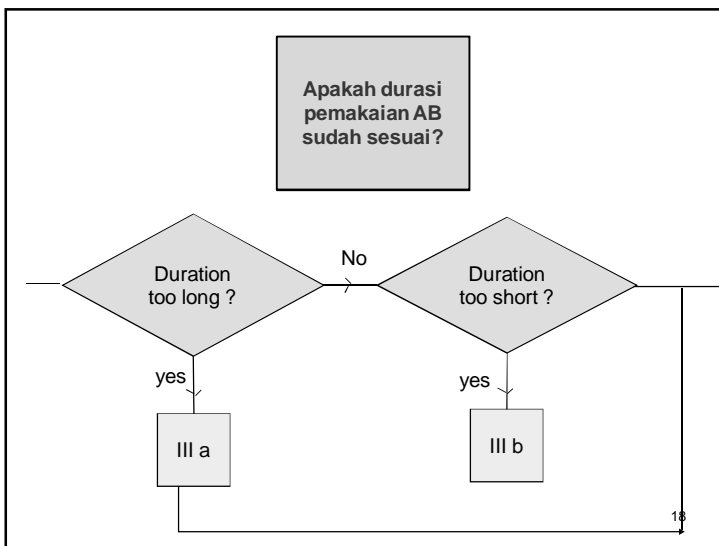 Apakah durasi
pemakaian AB
sudah sesuai?
Duration
too long ?
No
Duration
too short ?
yes
yes
III a
III b
18